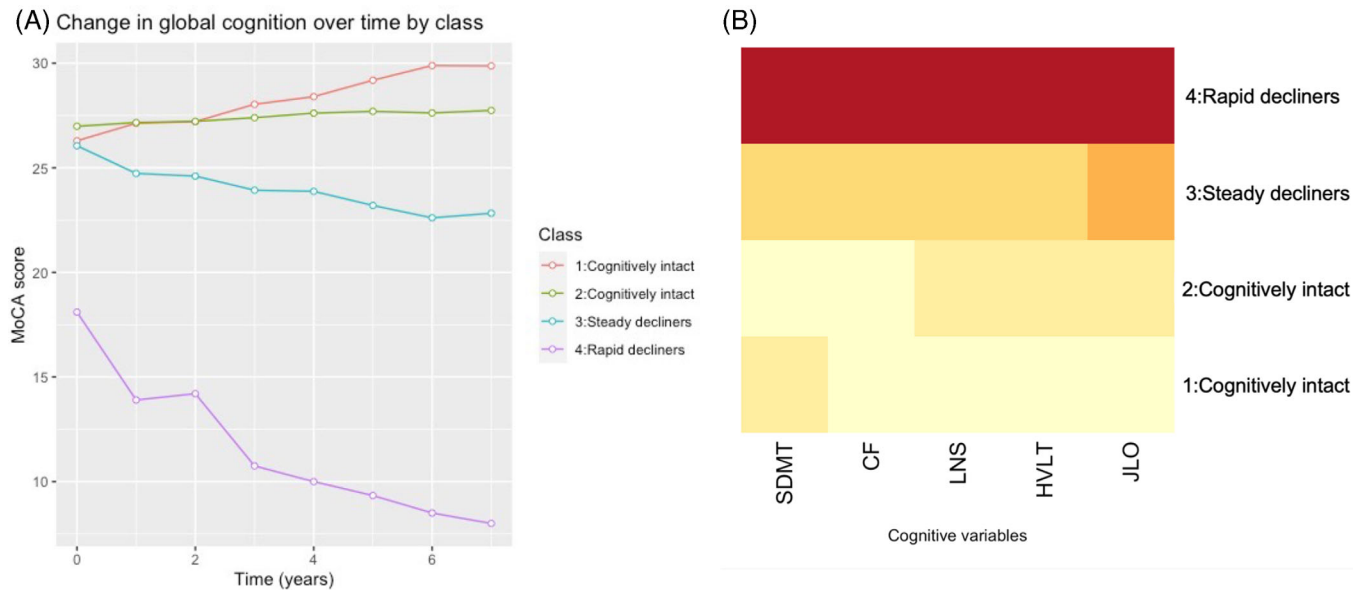 (A) Change in global cognition over time by class
30
25
20
15
10
MoCA score
0 2 4 6
Time (years)
Class
1:Cognitively intact
2:Cognitively intact
3:Steady decliners
4:Rapid decliners
(B)
4:Rapid decliners
3:Steady decliners
2:Cognitively intact
1:Cognitively intact
SDMT CF LNS HVLT JLO
Cognitive variables